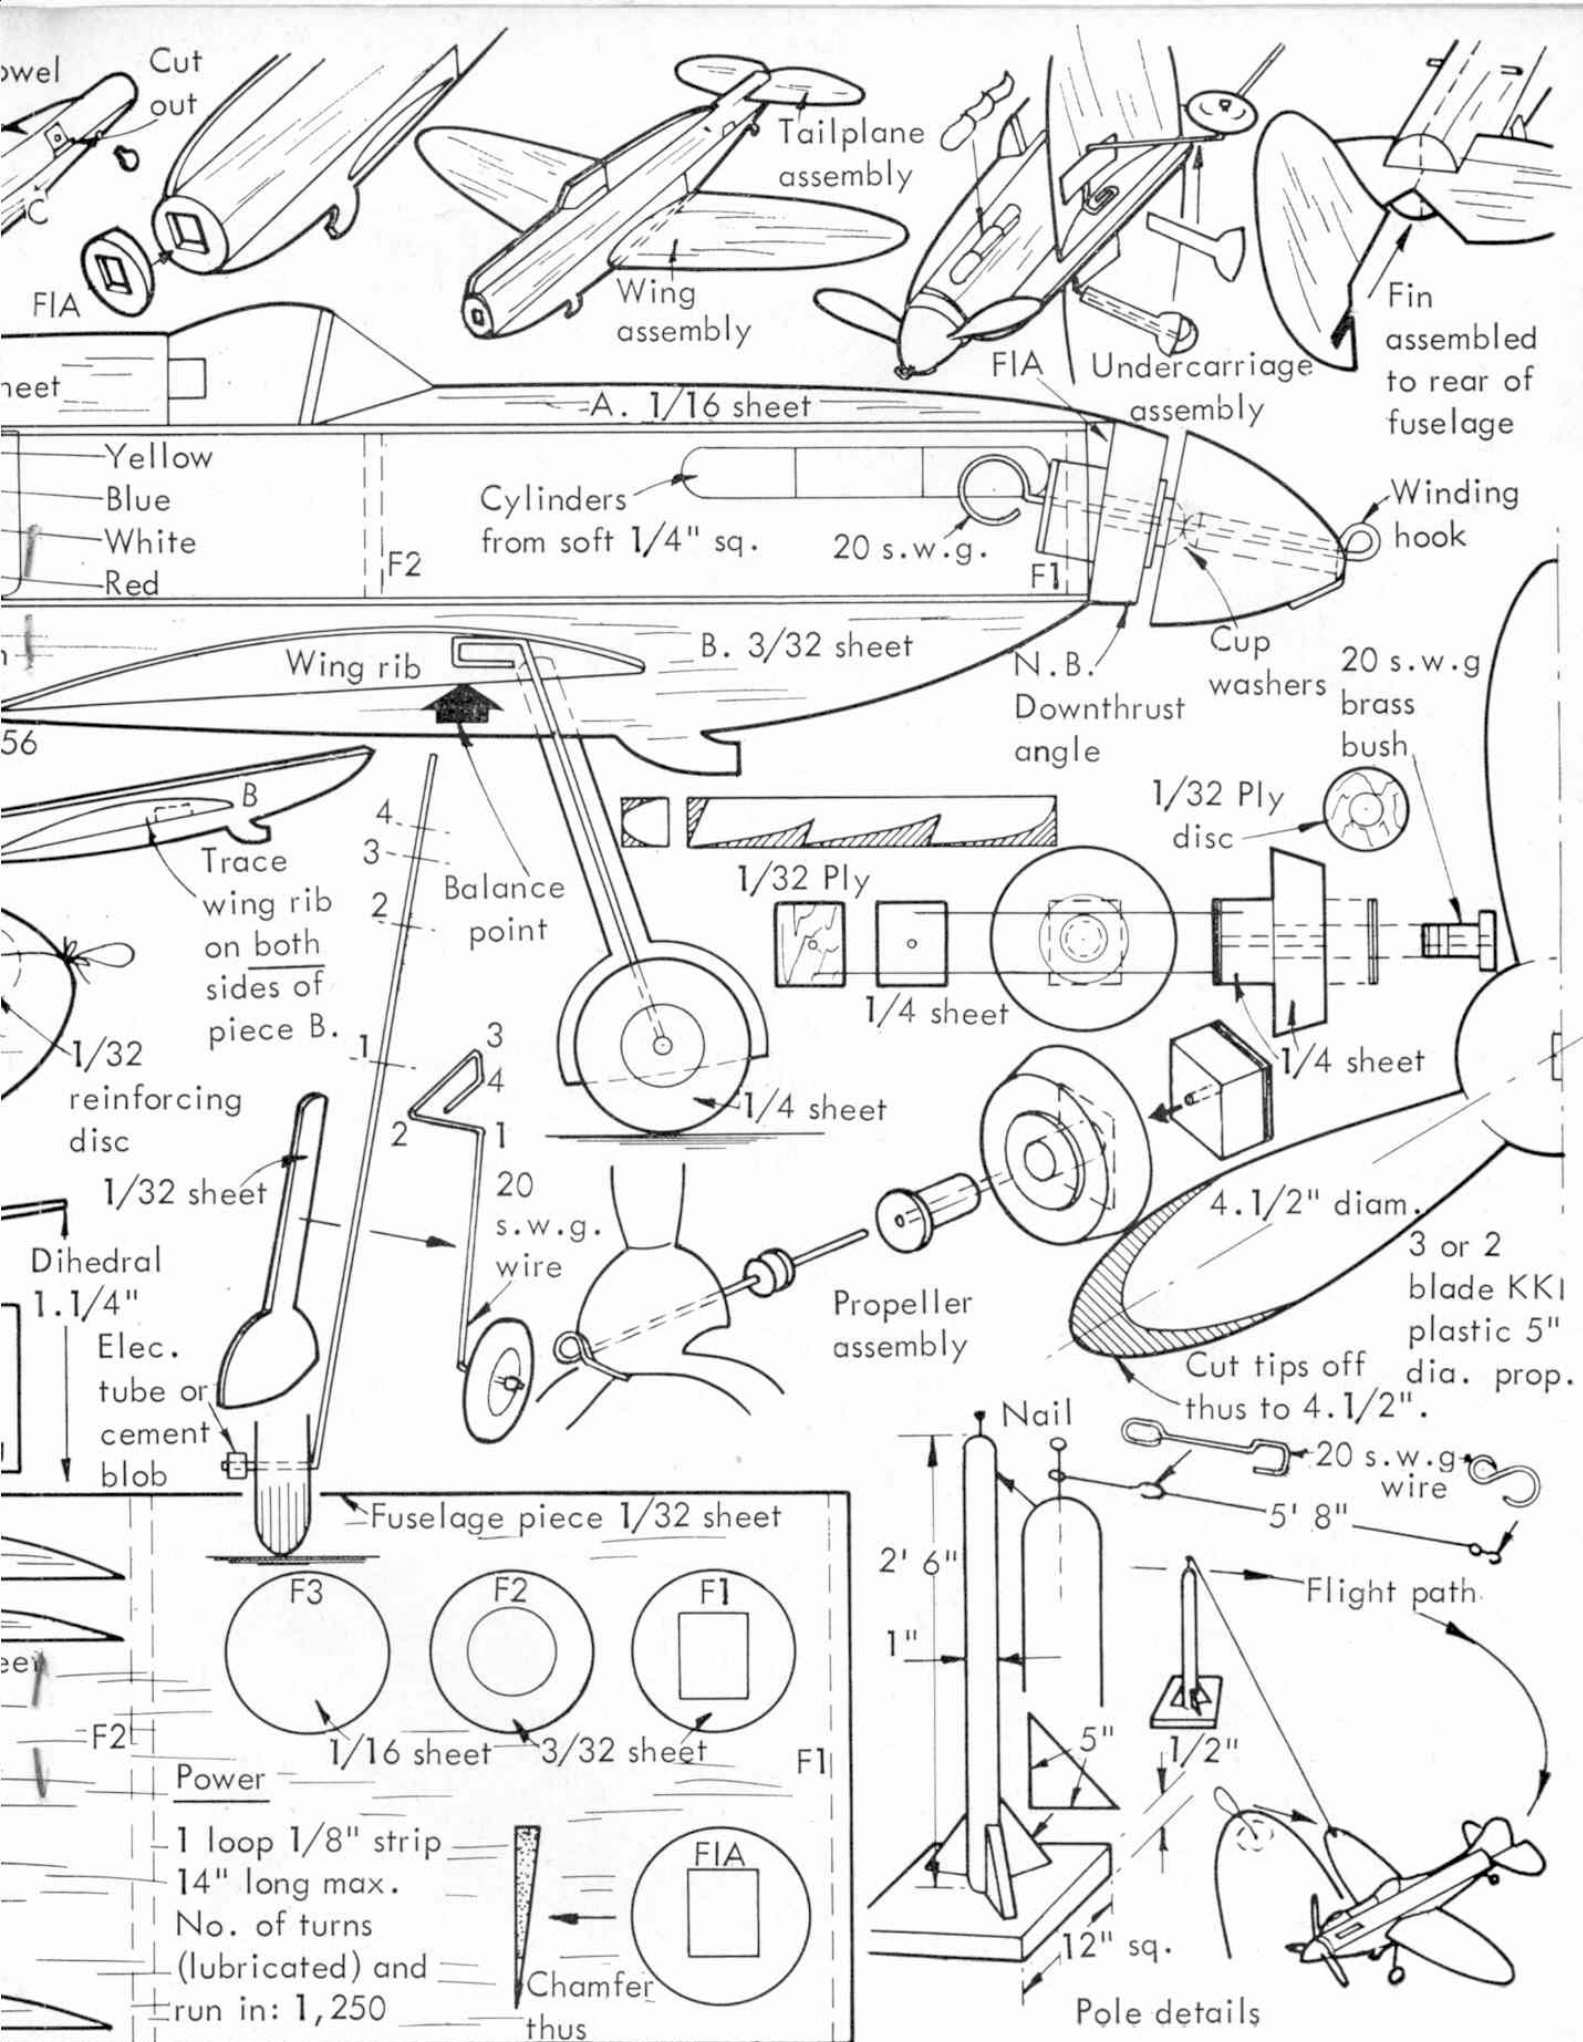 Cut
out
C
F1A
Tailplane
assembly
Wing
assembly
F1A
Undercarriage
assembly
Fin
assembled
to rear of
fuselage
A. 1/16 sheet
Yellow
Blue
White
Red
F2
Cylinders
from soft 1/4" sq.
20 s.w.g.
F1
Winding
hook
Wing rib
B. 3/32 sheet
N.B.
Downthrust
angle
Cup
washers
20 s.w.g
brass
bush
56
B
Trace
wing rib
on both
sides of
piece B.
4
3
2
1
Balance
point
1/32 Ply
disc
1/32 Ply
1/4 sheet
1/4 sheet
1/32
reinforcing
disc
1/32 sheet
3
4
2
1
20
s.w.g.
wire
1/4 sheet
Dihedral
1.1/4"
Elec.
tube or
cement
blob
Propeller
assembly
4.1/2" diam.
3 or 2
blade KK1
plastic 5"
dia. prop.
Cut tips off
thus to 4.1/2".
Nail
20 s.w.g
wire
5' 8"
2' 6"
1"
Flight path
5"
1/2"
12" sq.
Pole details
Fuselage piece 1/32 sheet
F3
F2
F1
1/16 sheet
3/32 sheet
F2
F1
Power
1 loop 1/8" strip
14" long max.
No. of turns
(lubricated) and
run in: 1,250
F1A
Chamfer
thus